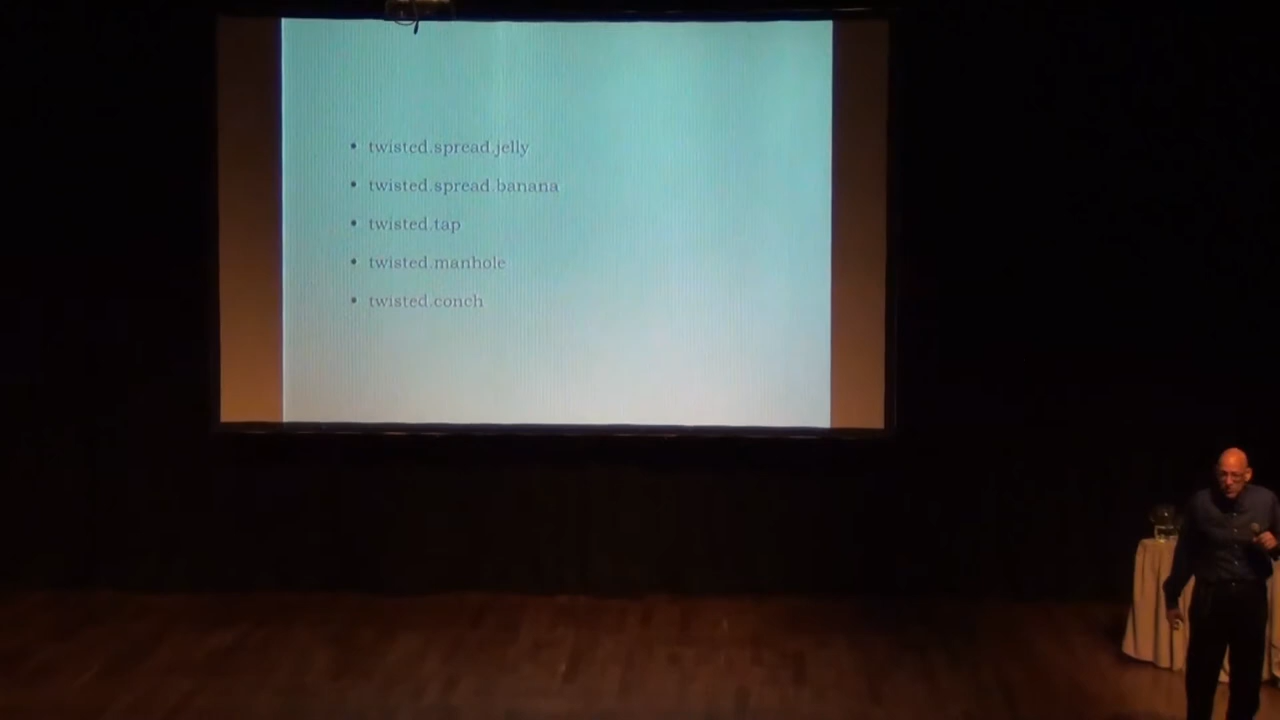 • twisted.spread.jelly
• twisted.spread.banana
• twisted.tap
• twisted.manhole
• twisted.conch